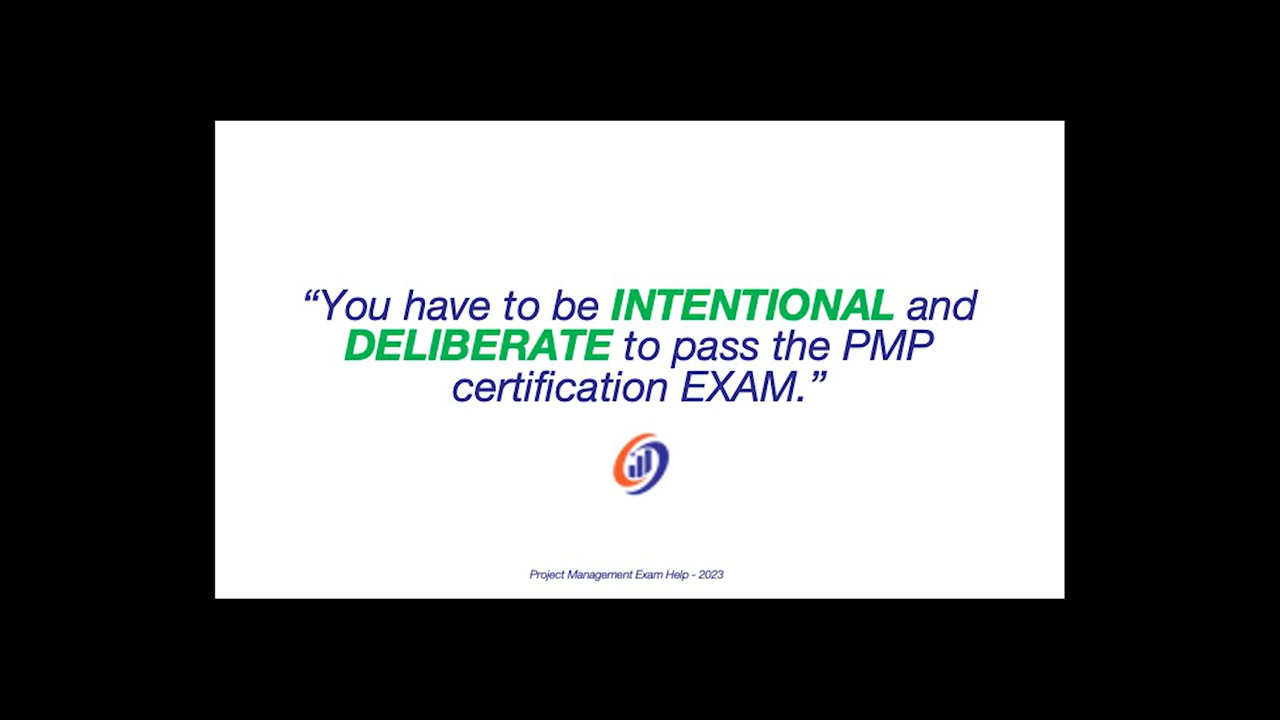 “You have to be INTENTIONAL and
DELIBERATE to pass the PMP
certification EXAM.”
Project Management Exam Help - 2023